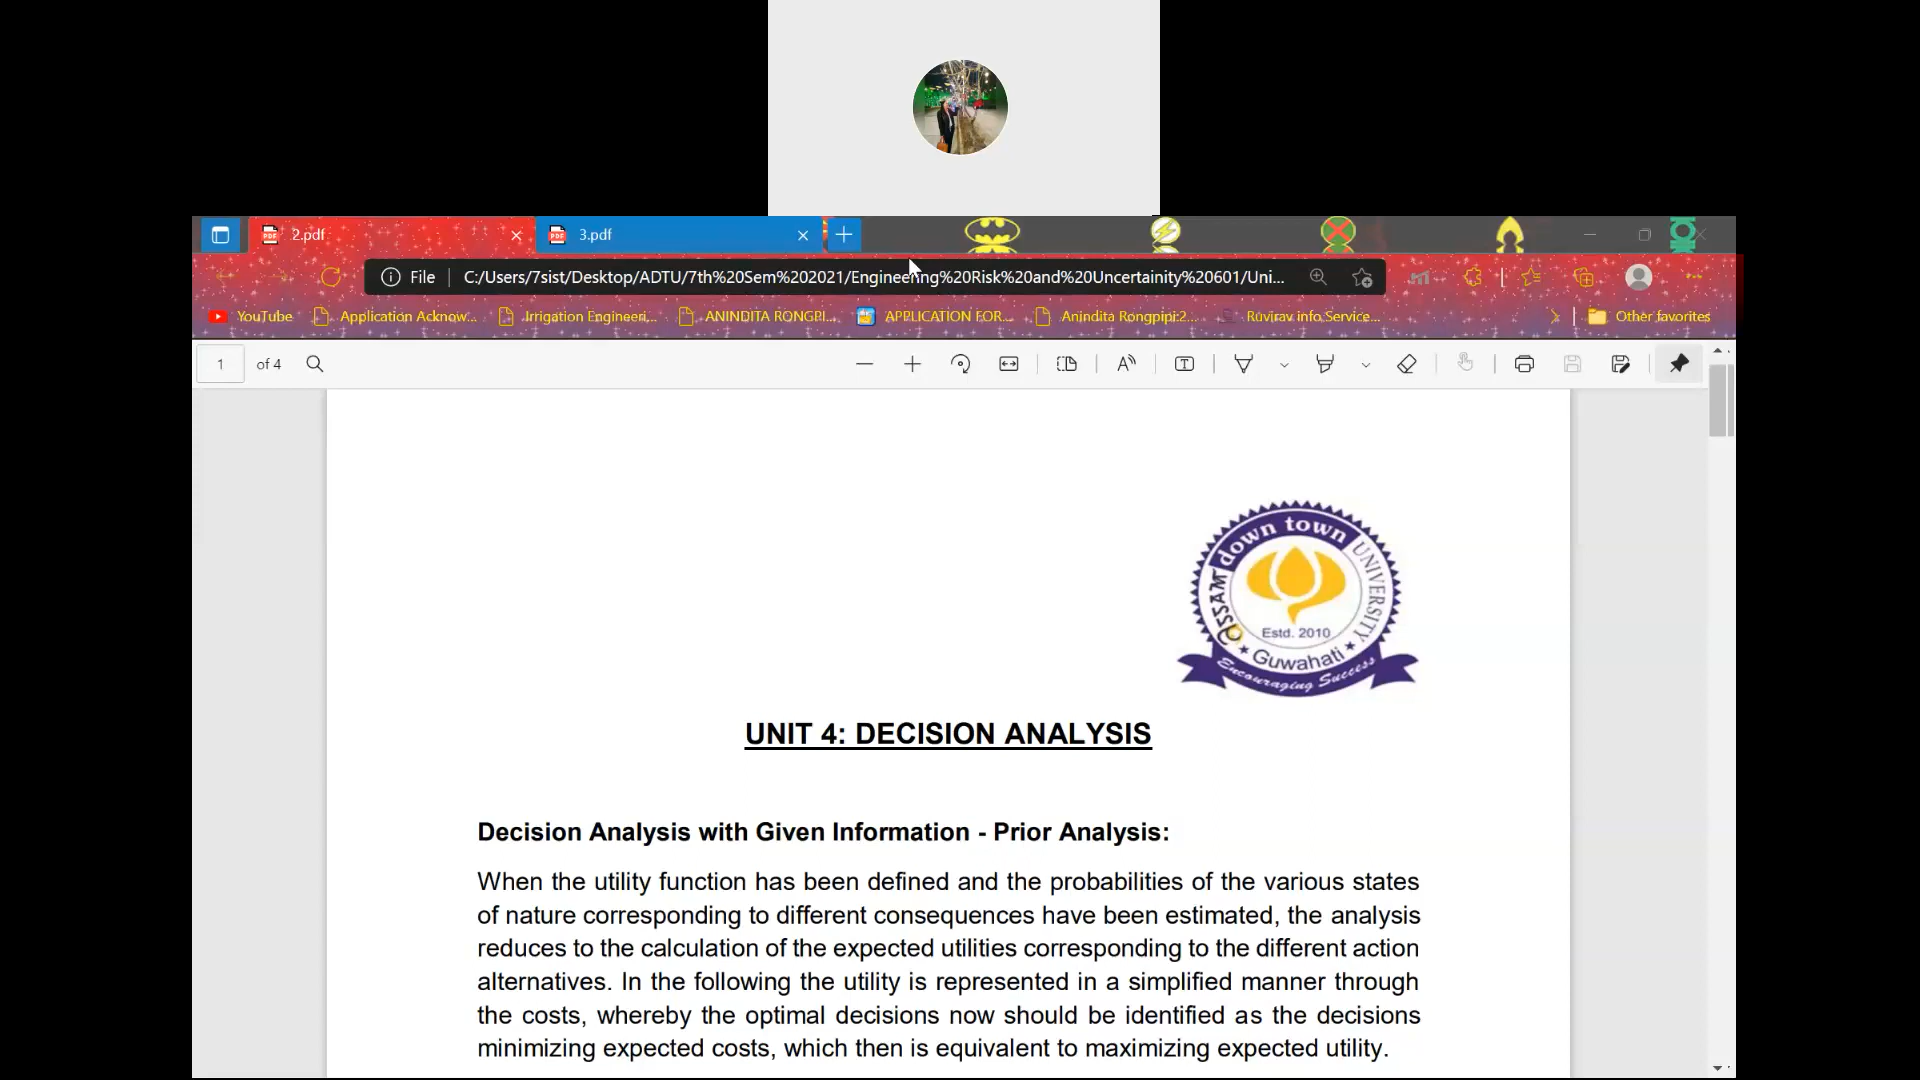 2.pdf
3.pdf
File
C:/Users/7sist/Desktop/ADTU/7th%20Sem%202021/Engineering%20Risk%20and%20Uncertainity%20601/Uni...
YouTube
Application Acknow...
Irrigation Engineeri...
ANINDITA RONGPI...
APPLICATION FOR...
Anindita Rongpipi:2...
Ruvirav info Service...
Other favorites
1 of 4
assam down town UNIVERSITY
Estd. 2010
Guwahati
Encouraging Success
UNIT 4: DECISION ANALYSIS
Decision Analysis with Given Information - Prior Analysis:
When the utility function has been defined and the probabilities of the various states
of nature corresponding to different consequences have been estimated, the analysis
reduces to the calculation of the expected utilities corresponding to the different action
alternatives. In the following the utility is represented in a simplified manner through
the costs, whereby the optimal decisions now should be identified as the decisions
minimizing expected costs, which then is equivalent to maximizing expected utility.